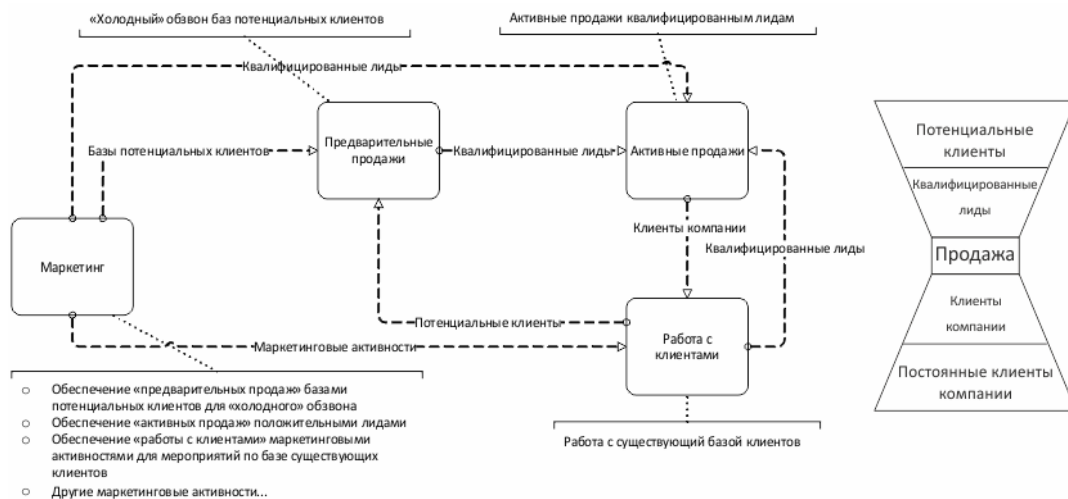 «Холодный» обзвон баз потенциальных клиентов
Активные продажи квалифицированным лидам
Квалифицированные лиды
Базы потенциальных клиентов
Предварительные
продажи
Квалифицированные лиды
Активные продажи
Клиенты компании
Квалифицированные лиды
Маркетинг
Потенциальные клиенты
Маркетинговые активности
Работа с
клиентами
Обеспечение «предварительных продаж» базами
потенциальных клиентов для «холодного» обзвона
Обеспечение «активных продаж» положительными лидами
Обеспечение «работы с клиентами» маркетинговыми
активностями для мероприятий по базе существующих
клиентов
Другие маркетинговые активности...
Работа с существующий базой клиентов
Потенциальные
клиенты
Квалифицированные
лиды
Продажа
Клиенты
компании
Постоянные клиенты
компании